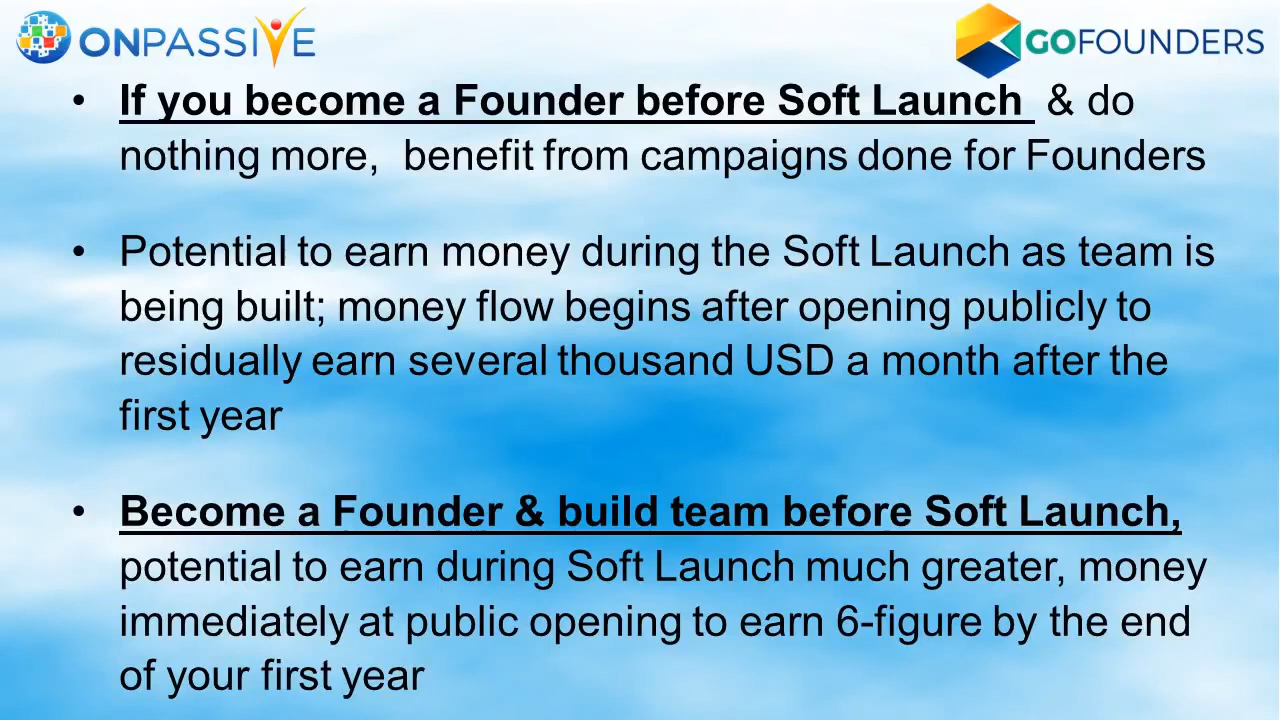 ONPASSIVE
GOFOUNDERS
• If you become a Founder before Soft Launch & do
nothing more, benefit from campaigns done for Founders
• Potential to earn money during the Soft Launch as team is
being built; money flow begins after opening publicly to
residually earn several thousand USD a month after the
first year
• Become a Founder & build team before Soft Launch,
potential to earn during Soft Launch much greater, money
immediately at public opening to earn 6-figure by the end
of your first year